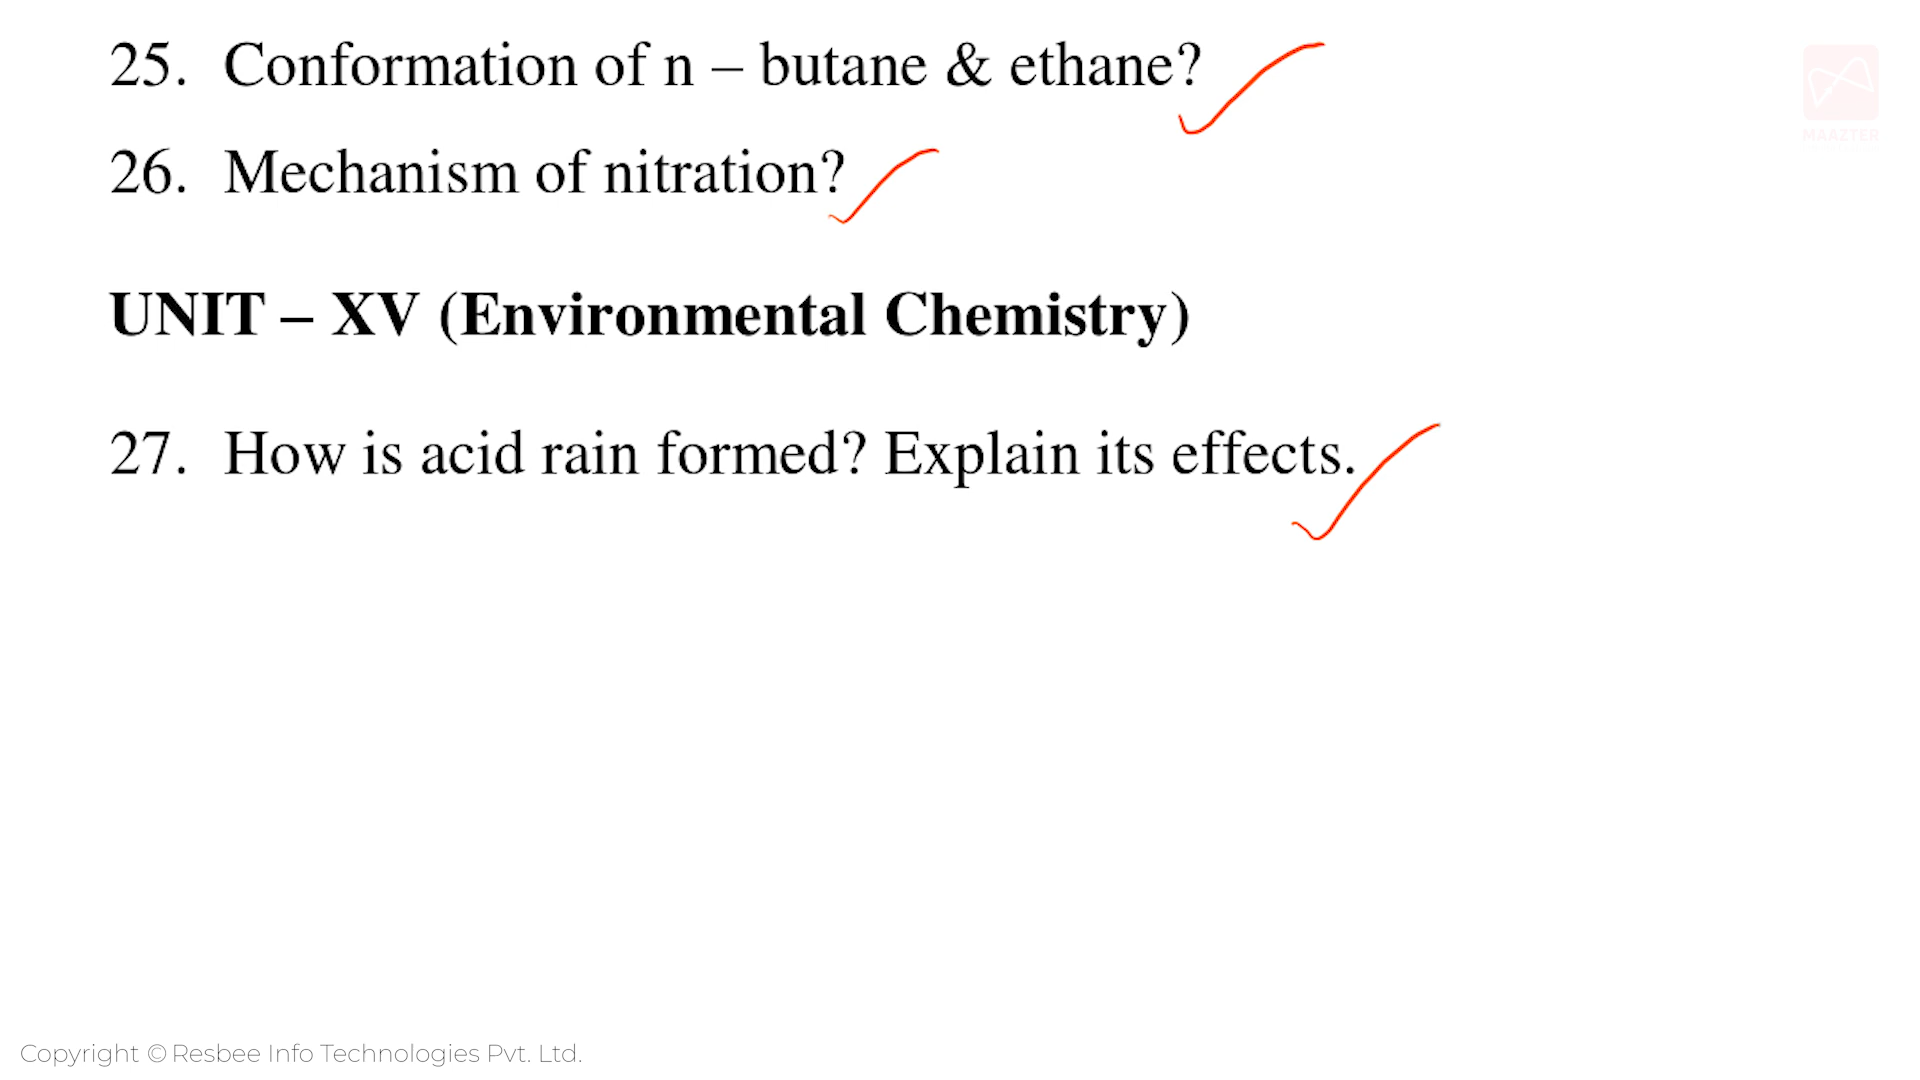 25. Conformation of n – butane & ethane?
MAAZTER
26. Mechanism of nitration?
UNIT – XV (Environmental Chemistry)
27. How is acid rain formed? Explain its effects.
Copyright © Resbee Info Technologies Pvt. Ltd.